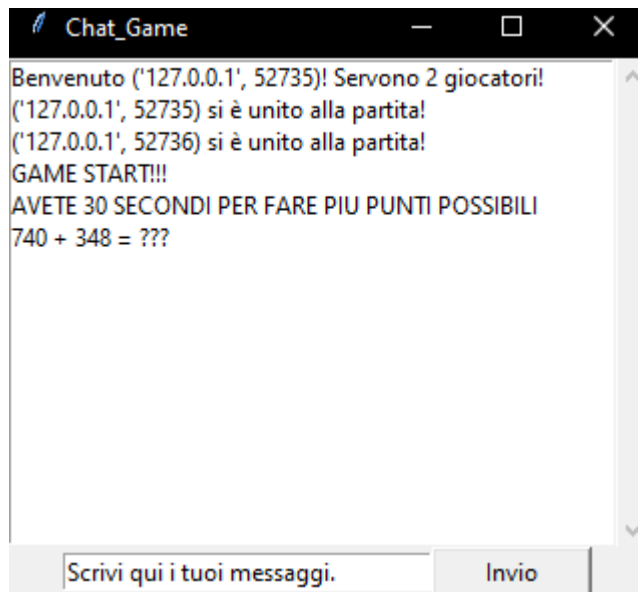 Chat_Game
Benvenuto ('127.0.0.1', 52735)! Servono 2 giocatori!
('127.0.0.1', 52735) si è unito alla partita!
('127.0.0.1', 52736) si è unito alla partita!
GAME START!!!
AVETE 30 SECONDI PER FARE PIU PUNTI POSSIBILI
740 + 348 = ???
Scrivi qui i tuoi messaggi.
Invio